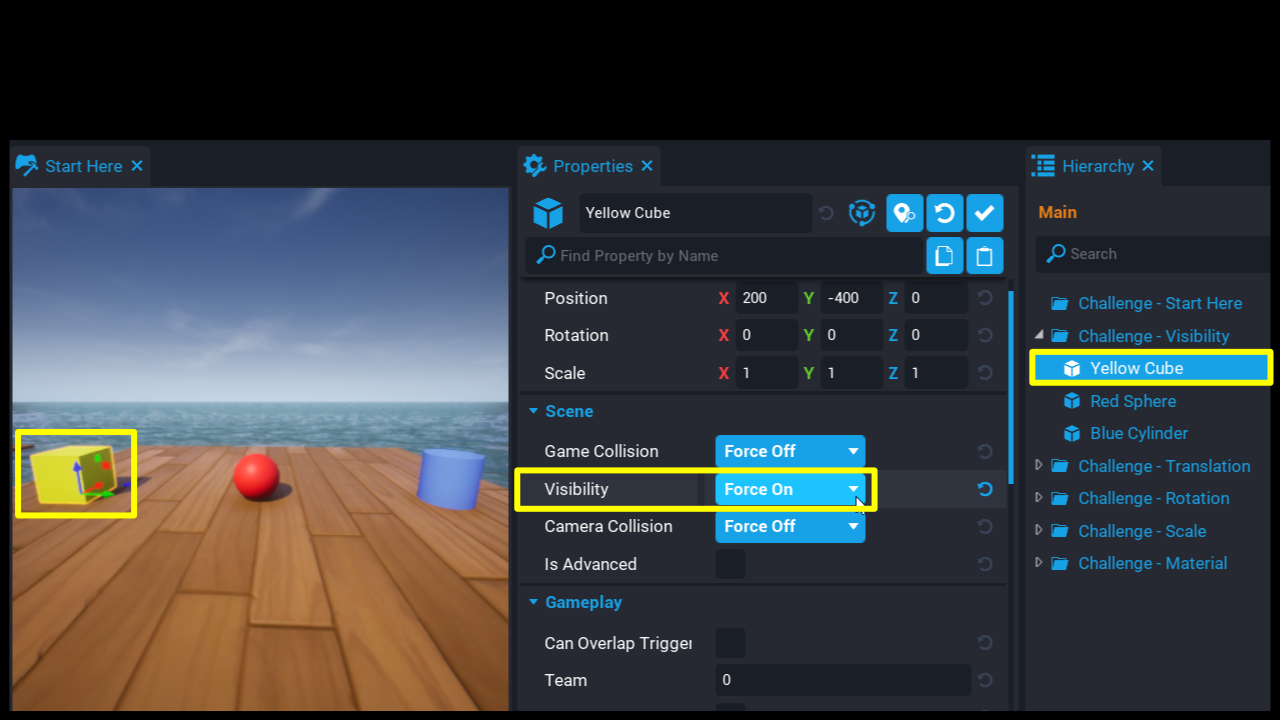 Start Here
Properties
Yellow Cube
Find Property by Name
Position X 200 Y -400 Z 0
Rotation X 0 Y 0 Z 0
Scale X 1 Y 1 Z 1
Scene
Game Collision Force Off
Visibility Force On
Camera Collision Force Off
Is Advanced
Gameplay
Can Overlap Trigger
Team 0
Hierarchy
Main
Search
Challenge - Start Here
Challenge - Visibility
Yellow Cube
Red Sphere
Blue Cylinder
Challenge - Translation
Challenge - Rotation
Challenge - Scale
Challenge - Material